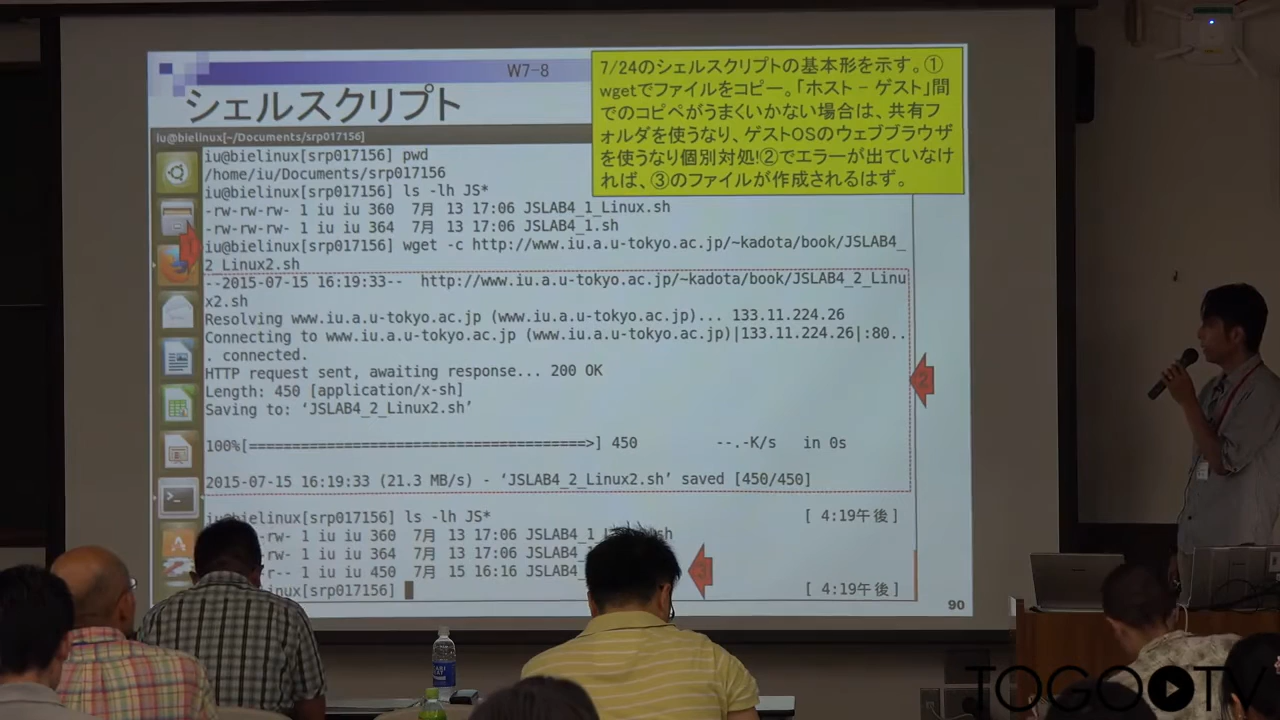 W7-8
シェルスクリプト
7/24のシェルスクリプトの基本形を示す。①
wgetでファイルをコピー。「ホスト - ゲスト」間
でのコピペがうまくいかない場合は、共有フ
ォルダを使うなり、ゲストOSのウェブブラウザ
を使うなり個別対処!②でエラーが出ていなけ
れば、③のファイルが作成されるはず。
iu@bielinux[~/Documents/srp017156]
iu@bielinux[srp017156] pwd
/home/iu/Documents/srp017156
iu@bielinux[srp017156] ls -lh JS*
-rw-rw-rw- 1 iu iu 360 7月 13 17:06 JSLAB4_1_Linux.sh
-rw-rw-rw- 1 iu iu 364 7月 13 17:06 JSLAB4_1.sh
iu@bielinux[srp017156] wget -c http://www.iu.a.u-tokyo.ac.jp/~kadota/book/JSLAB4_
2_Linux2.sh
--2015-07-15 16:19:33-- http://www.iu.a.u-tokyo.ac.jp/~kadota/book/JSLAB4_2_Linu
x2.sh
Resolving www.iu.a.u-tokyo.ac.jp (www.iu.a.u-tokyo.ac.jp)... 133.11.224.26
Connecting to www.iu.a.u-tokyo.ac.jp (www.iu.a.u-tokyo.ac.jp)|133.11.224.26|:80..
. connected.
HTTP request sent, awaiting response... 200 OK
Length: 450 [application/x-sh]
Saving to: ‘JSLAB4_2_Linux2.sh’
100%[======================================>] 450 --.-K/s in 0s
2015-07-15 16:19:33 (21.3 MB/s) - ‘JSLAB4_2_Linux2.sh’ saved [450/450]
iu@bielinux[srp017156] ls -lh JS* [ 4:19午後]
-rw- 1 iu iu 360 7月 13 17:06 JSLAB4_1
-rw- 1 iu iu 364 7月 13 17:06 JSLAB4_
r-- 1 iu iu 450 7月 15 16:16 JSLAB4_
inux[srp017156] [ 4:19午後]
1
2
3
90
TOGO TV